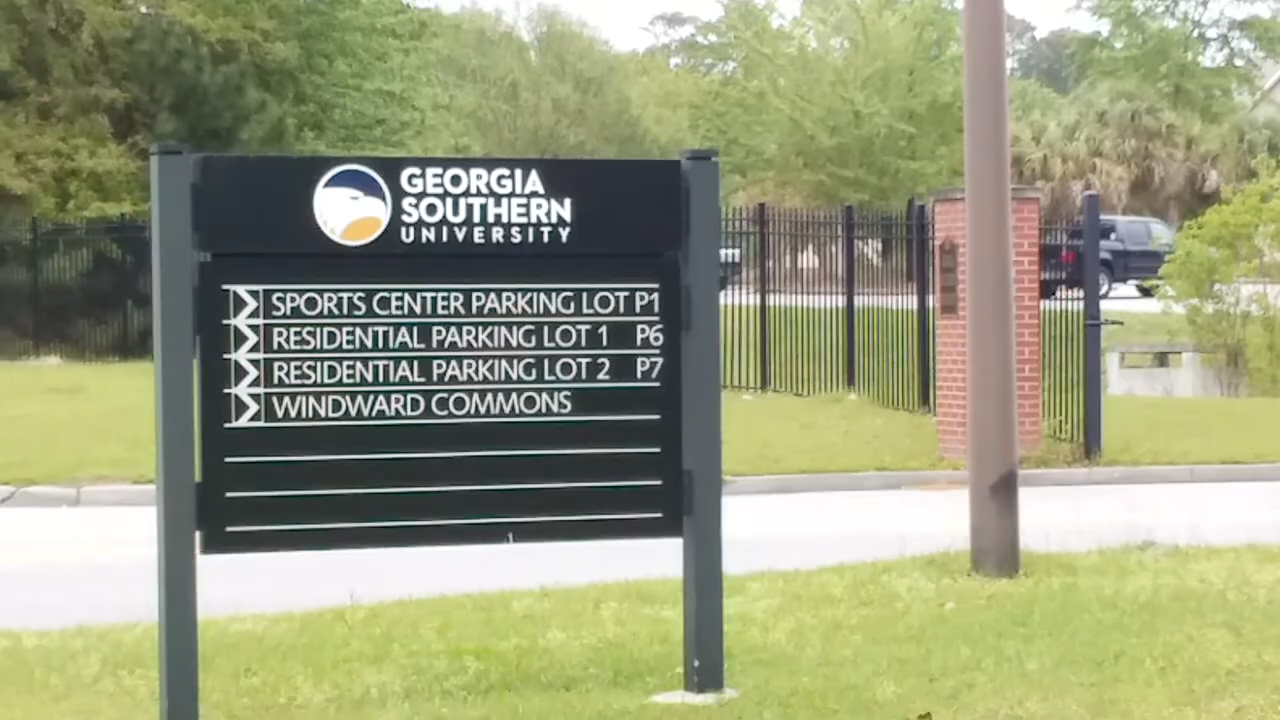 GEORGIA
SOUTHERN
UNIVERSITY
SPORTS CENTER PARKING LOT P1
RESIDENTIAL PARKING LOT 1 P6
RESIDENTIAL PARKING LOT 2 P7
WINDWARD COMMONS